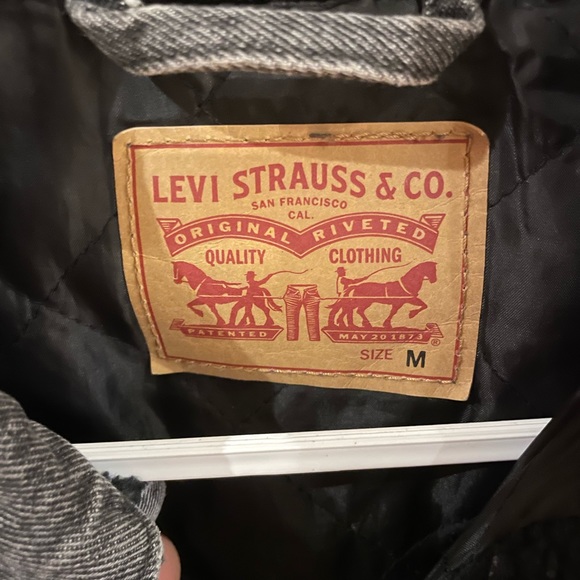 LEVI STRAUSS & CO.
SAN FRANCISCO
CAL.
ORIGINAL RIVETED
QUALITY CLOTHING
PATENTED MAY 20 1873 ®
SIZE M